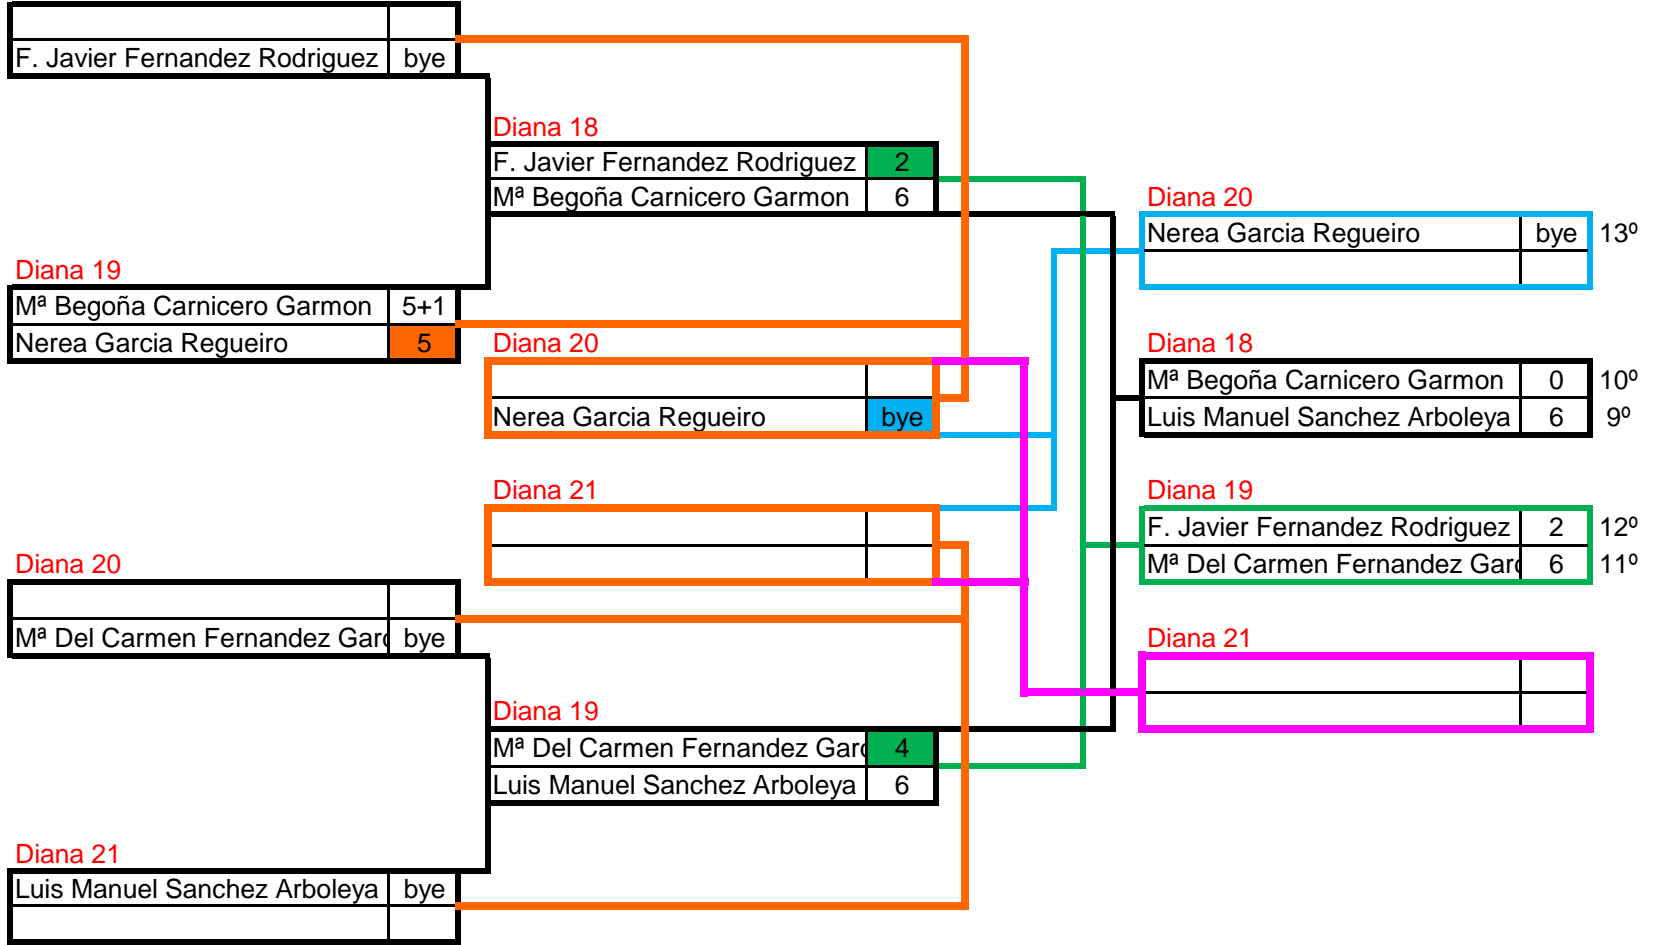 F. Javier Fernandez Rodriguez bye
Diana 19
Mª Begoña Carnicero Garmon 5+1
Nerea Garcia Regueiro 5
Diana 20
Mª Del Carmen Fernandez Garc bye
Diana 21
Luis Manuel Sanchez Arboleya bye
Diana 18
F. Javier Fernandez Rodriguez 2
Mª Begoña Carnicero Garmon 6
Diana 20
Nerea Garcia Regueiro bye
Diana 21
Diana 19
Mª Del Carmen Fernandez Garc 4
Luis Manuel Sanchez Arboleya 6
Diana 20
Nerea Garcia Regueiro bye 13º
Diana 18
Mª Begoña Carnicero Garmon 0 10º
Luis Manuel Sanchez Arboleya 6 9º
Diana 19
F. Javier Fernandez Rodriguez 2 12º
Mª Del Carmen Fernandez Garc 6 11º
Diana 21